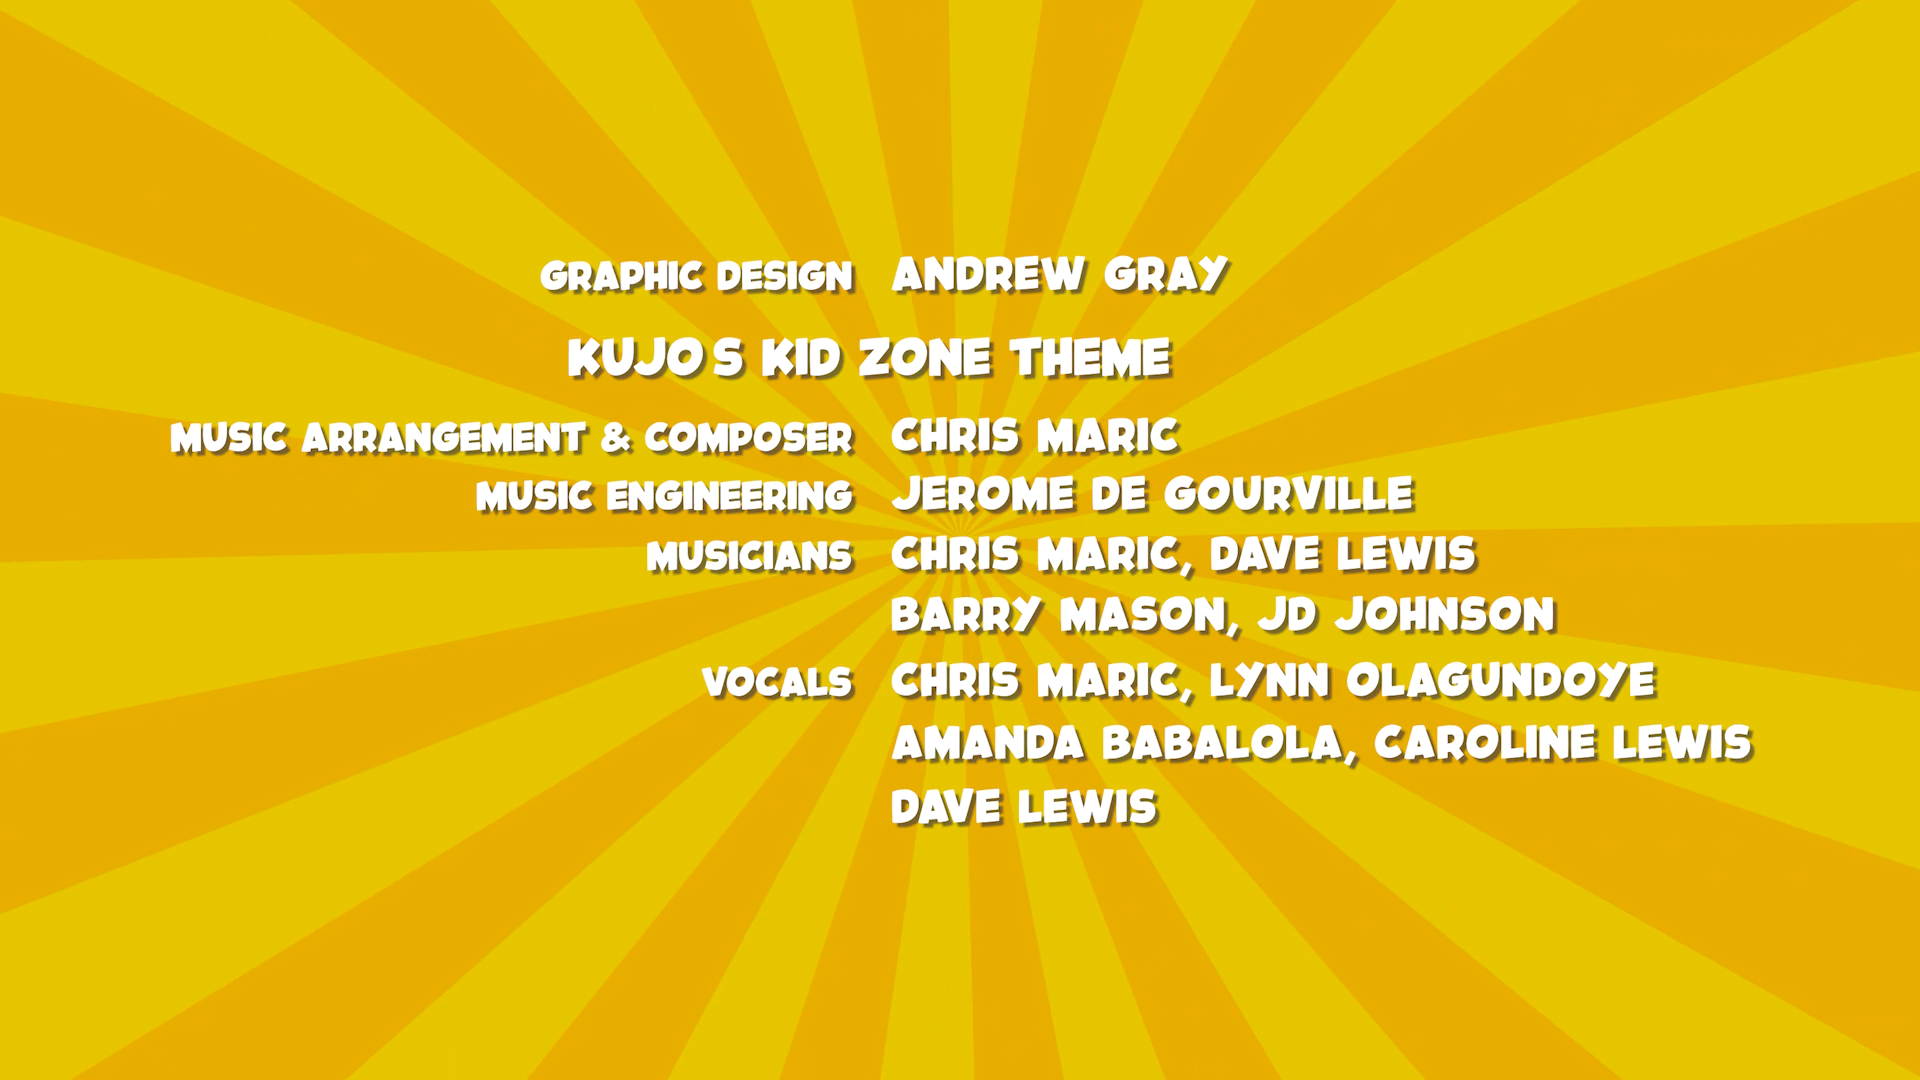 GRAPHIC DESIGN ANDREW GRAY
KUJO S KID ZONE THEME
MUSIC ARRANGEMENT & COMPOSER CHRIS MARIC
MUSIC ENGINEERING JEROME DE GOURVILLE
MUSICIANS CHRIS MARIC, DAVE LEWIS
BARRY MASON, JD JOHNSON
VOCALS CHRIS MARIC, LYNN OLAGUNDOYE
AMANDA BABALOLA, CAROLINE LEWIS
DAVE LEWIS